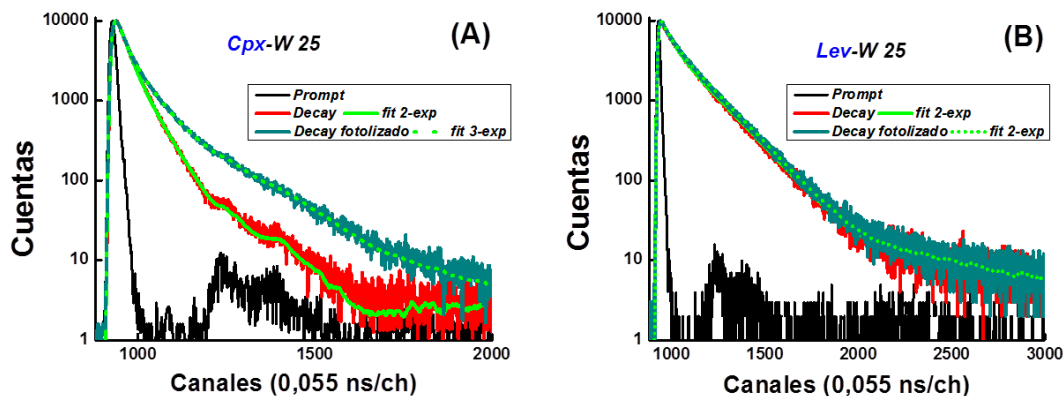 Cpx-W 25
(A)
Prompt
Decay fit 2-exp
Decay fotolizado fit 3-exp
Cuentas
10000
1000
100
10
1
1000 1500 2000
Canales (0,055 ns/ch)
Lev-W 25
(B)
Prompt
Decay fit 2-exp
Decay fotolizado fit 2-exp
Cuentas
10000
1000
100
10
1
1000 1500 2000 2500 3000
Canales (0,055 ns/ch)